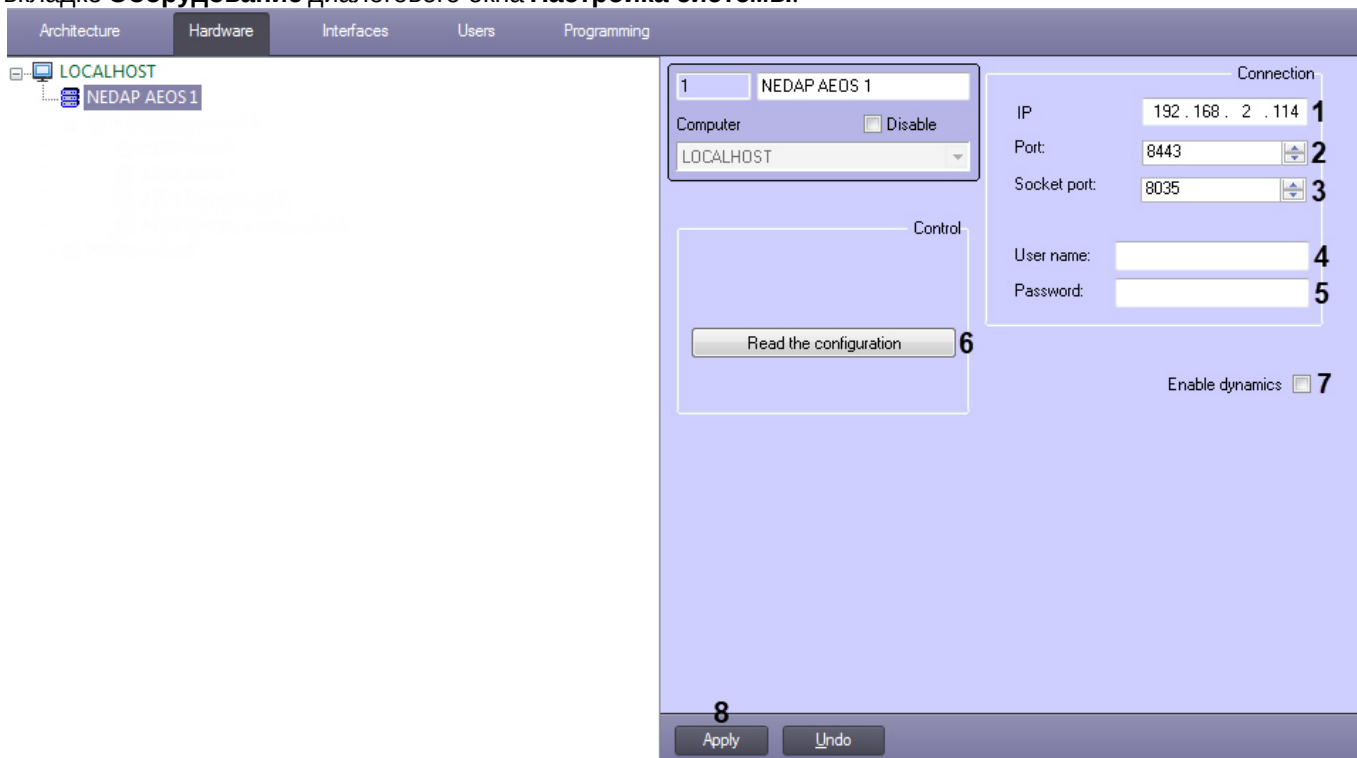 вкладке Оборудование диалогового окна Настройка системы.
Architecture Hardware Interfaces Users Programming
LOCALHOST
NEDAP AEOS 1
1 NEDAP AEOS 1
Computer Disable
LOCALHOST
Control
Read the configuration 6
Connection
IP 192.168. 2 .114 1
Port: 8443 2
Socket port: 8035 3
User name: 4
Password: 5
Enable dynamics 7
8
Apply Undo